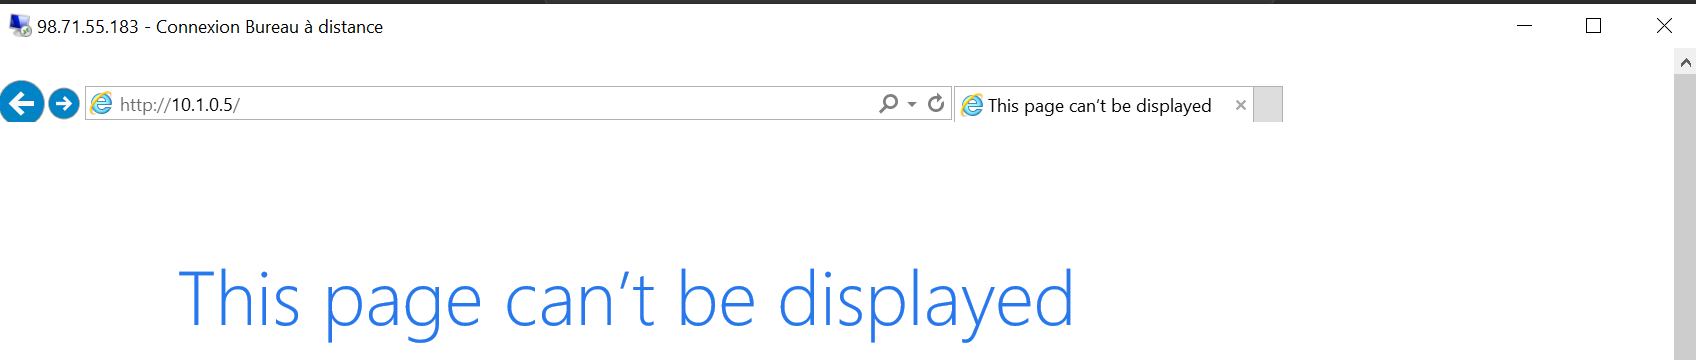 98.71.55.183 - Connexion Bureau à distance
http://10.1.0.5/
This page can’t be displayed
This page can’t be displayed